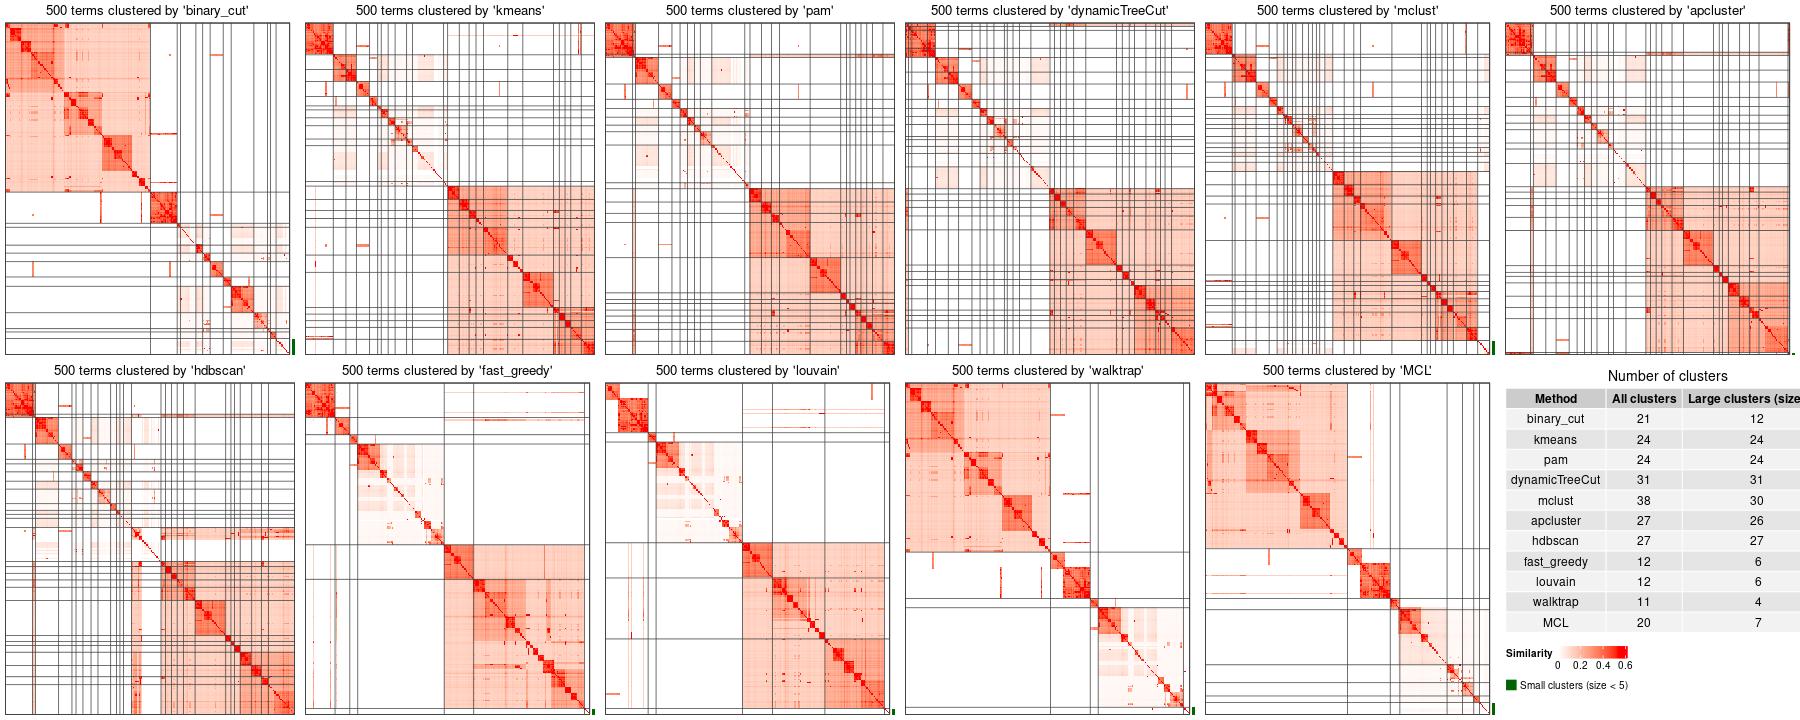 500 terms clustered by 'binary_cut'
500 terms clustered by 'kmeans'
500 terms clustered by 'pam'
500 terms clustered by 'dynamicTreeCut'
500 terms clustered by 'mclust'
500 terms clustered by 'apcluster'
500 terms clustered by 'hdbscan'
500 terms clustered by 'fast_greedy'
500 terms clustered by 'louvain'
500 terms clustered by 'walktrap'
500 terms clustered by 'MCL'
Number of clusters
Method All clusters Large clusters (size
binary_cut 21 12
kmeans 24 24
pam 24 24
dynamicTreeCut 31 31
mclust 38 30
apcluster 27 26
hdbscan 27 27
fast_greedy 12 6
louvain 12 6
walktrap 11 4
MCL 20 7
Similarity
0 0.2 0.4 0.6
Small clusters (size < 5)